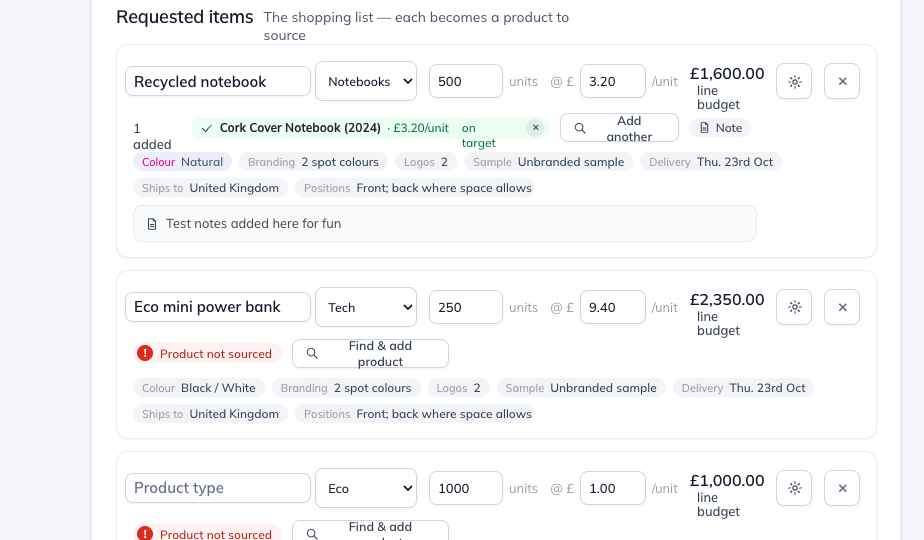 Requested items The shopping list — each becomes a product to
source
Recycled notebook Notebooks 500 units @ £ 3.20 /unit £1,600.00
line
budget
1
added
Cork Cover Notebook (2024) · £3.20/unit on
target
Add
another
Note
Colour Natural Branding 2 spot colours Logos 2 Sample Unbranded sample Delivery Thu. 23rd Oct
Ships to United Kingdom Positions Front; back where space allows
Test notes added here for fun
Eco mini power bank Tech 250 units @ £ 9.40 /unit £2,350.00
line
budget
Product not sourced Find & add
product
Colour Black / White Branding 2 spot colours Logos 2 Sample Unbranded sample Delivery Thu. 23rd Oct
Ships to United Kingdom Positions Front; back where space allows
Product type Eco 1000 units @ £ 1.00 /unit £1,000.00
line
budget
Product not sourced Find & add